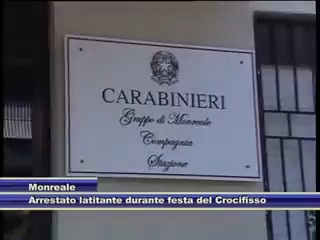 CARABINIERI
Gruppo di Monreale
Compagnia
Stazione
Monreale
Arrestato latitante durante festa del Crocifisso